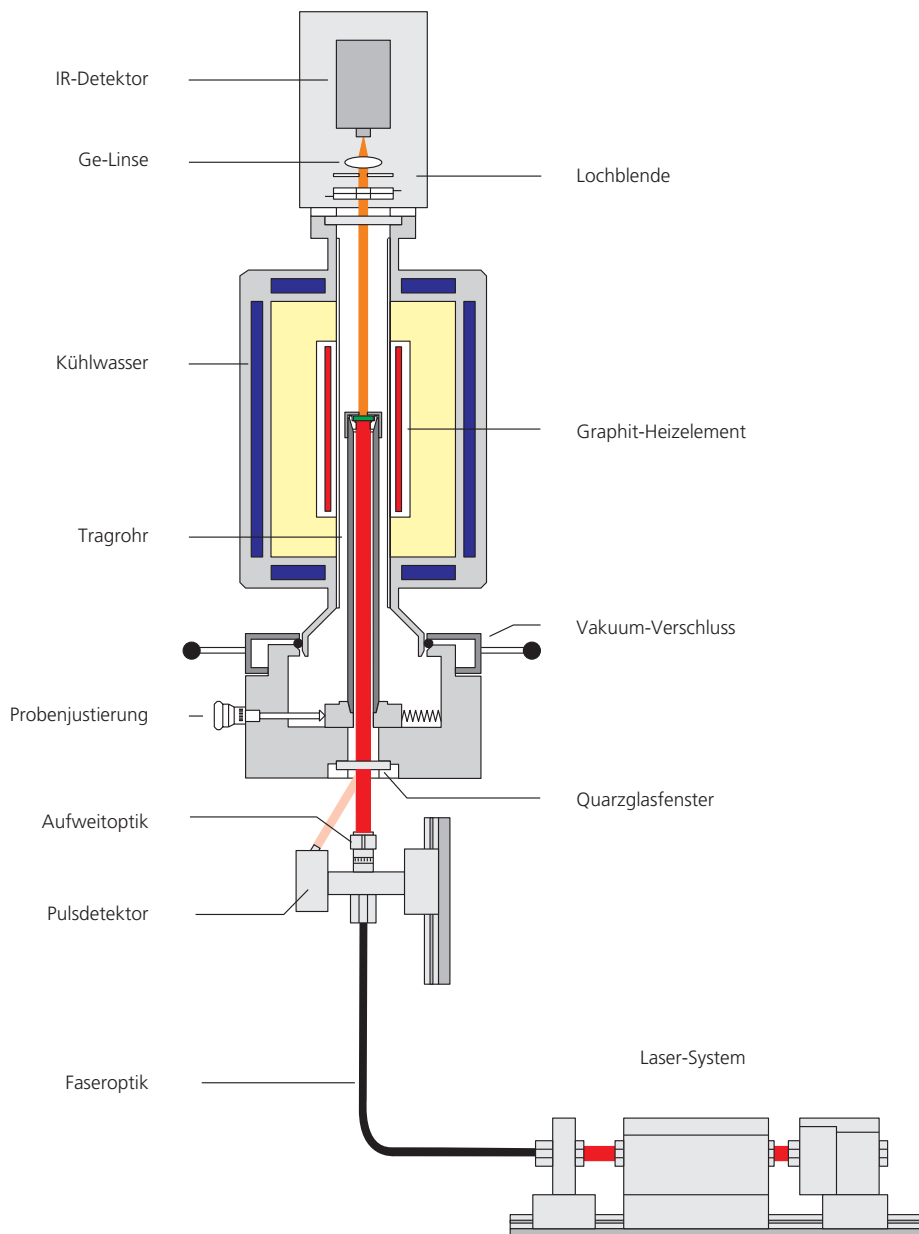 IR-Detektor
Ge-Linse
Lochblende
Kühlwasser
Graphit-Heizelement
Tragrohr
Vakuum-Verschluss
Probenjustierung
Quarzglasfenster
Aufweitoptik
Pulsdetektor
Laser-System
Faseroptik